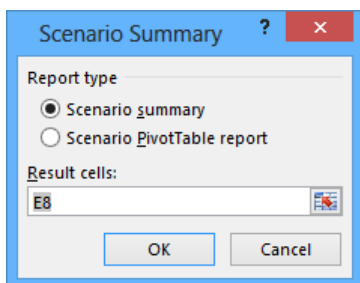 Scenario Summary ? ×
Report type
Scenario summary
Scenario PivotTable report
Result cells:
E8
OK Cancel